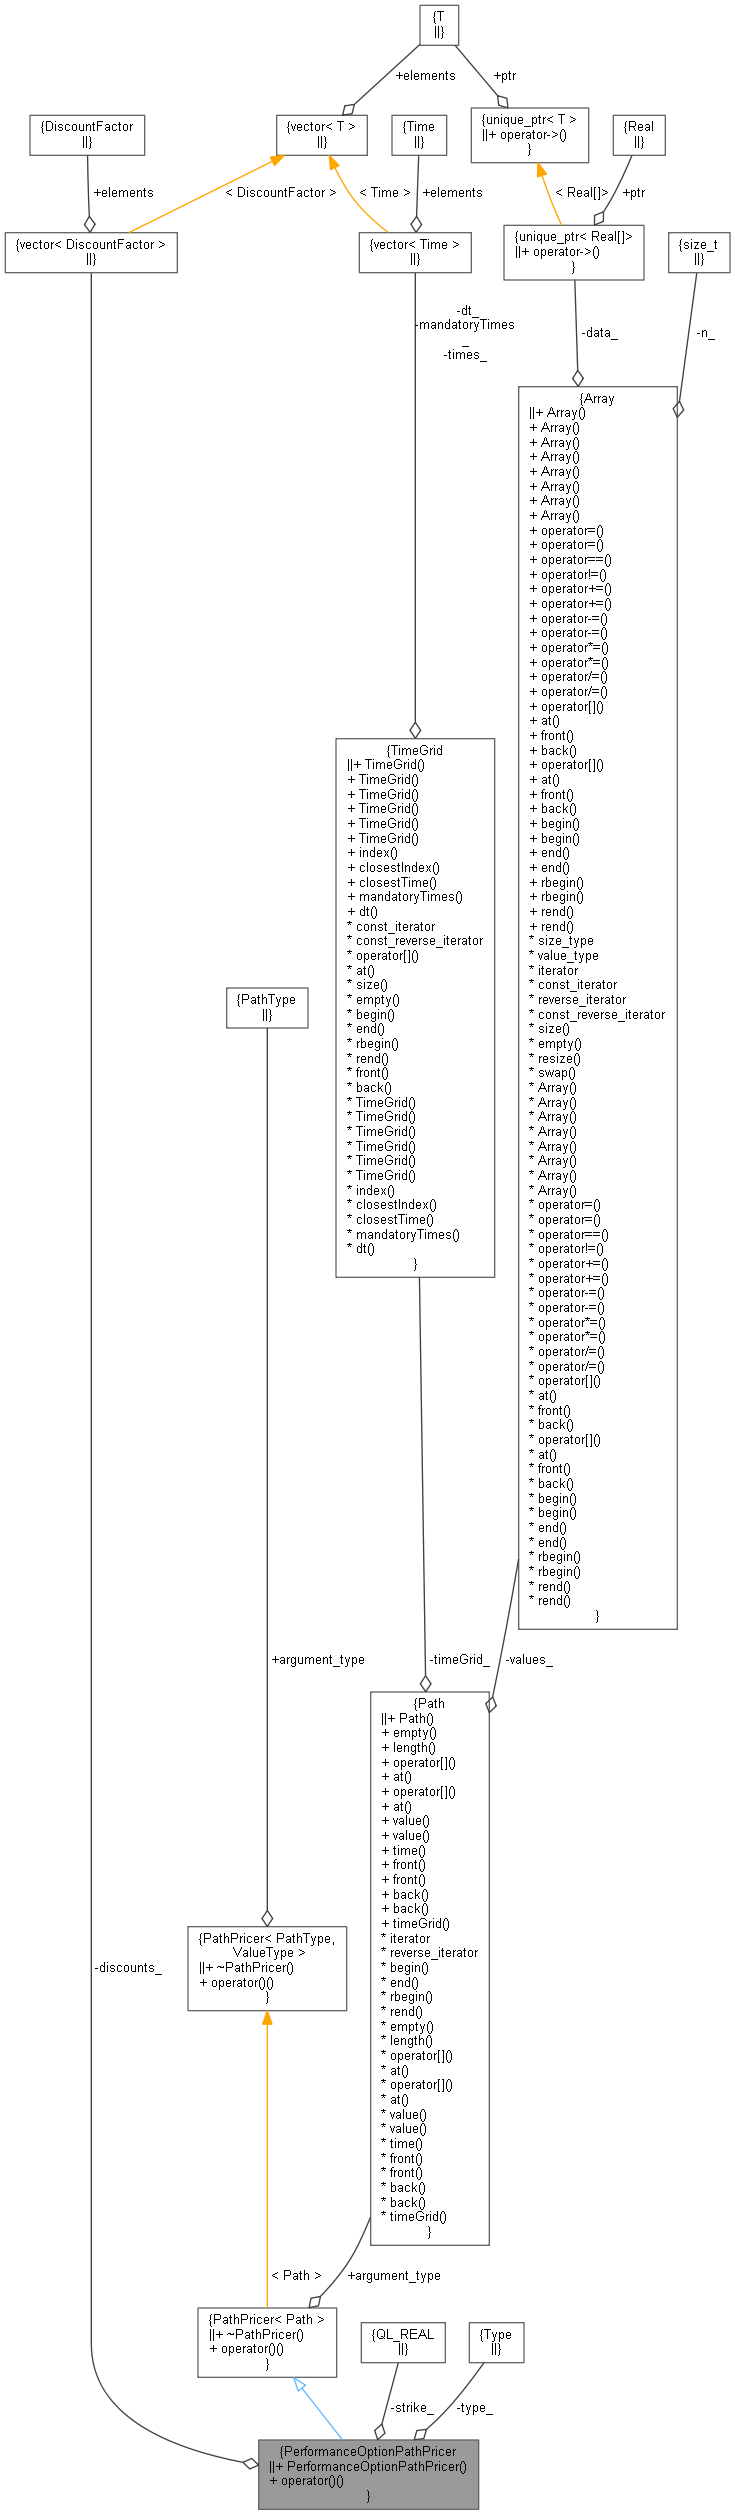 {T
||}
+elements
+ptr
{DiscountFactor
||}
{vector< T >
||}
{Time
||}
{unique_ptr< T >
||+ operator->()
}
{Real
||}
+elements
< DiscountFactor >
< Time >
+elements
< Real[]>
+ptr
{vector< DiscountFactor >
||}
{vector< Time >
||}
{unique_ptr< Real[]>
||+ operator->()
}
{size_t
||}
-dt_
-mandatoryTimes
_
-times_
-data_
-n_
{Array
||+ Array()
+ Array()
+ Array()
+ Array()
+ Array()
+ Array()
+ Array()
+ Array()
+ operator=()
+ operator=()
+ operator==()
+ operator!=()
+ operator+=()
+ operator+=()
+ operator-=()
+ operator-=()
+ operator*=()
+ operator*=()
+ operator/=()
+ operator/=()
+ operator[]()
+ at()
+ front()
+ back()
+ operator[]()
+ at()
+ front()
+ back()
+ begin()
+ begin()
+ end()
+ end()
+ rbegin()
+ rbegin()
+ rend()
+ rend()
* size_type
* value_type
* iterator
* const_iterator
* reverse_iterator
* const_reverse_iterator
* size()
* empty()
* resize()
* swap()
* Array()
* Array()
* Array()
* Array()
* Array()
* Array()
* Array()
* Array()
* operator=()
* operator=()
* operator==()
* operator!=()
* operator+=()
* operator+=()
* operator-=()
* operator-=()
* operator*=()
* operator*=()
* operator/=()
* operator/=()
* operator[]()
* at()
* front()
* back()
* operator[]()
* at()
* front()
* back()
* begin()
* begin()
* end()
* end()
* rbegin()
* rbegin()
* rend()
* rend()
}
{TimeGrid
||+ TimeGrid()
+ TimeGrid()
+ TimeGrid()
+ TimeGrid()
+ TimeGrid()
+ TimeGrid()
+ index()
+ closestIndex()
+ closestTime()
+ mandatoryTimes()
+ dt()
* const_iterator
* const_reverse_iterator
* operator[]()
* at()
* size()
* empty()
* begin()
* end()
* rbegin()
* rend()
* front()
* back()
* TimeGrid()
* TimeGrid()
* TimeGrid()
* TimeGrid()
* TimeGrid()
* TimeGrid()
* index()
* closestIndex()
* closestTime()
* mandatoryTimes()
* dt()
}
{PathType
||}
+argument_type
-timeGrid_
-values_
{Path
||+ Path()
+ empty()
+ length()
+ operator[]()
+ at()
+ operator[]()
+ at()
+ value()
+ value()
+ time()
+ front()
+ front()
+ back()
+ back()
+ timeGrid()
* iterator
* reverse_iterator
* begin()
* end()
* rbegin()
* rend()
* empty()
* length()
* operator[]()
* at()
* operator[]()
* at()
* value()
* value()
* time()
* front()
* front()
* back()
* back()
* timeGrid()
}
{PathPricer< PathType,
ValueType >
||+ ~PathPricer()
+ operator()()
}
-discounts_
< Path >
+argument_type
{PathPricer< Path >
||+ ~PathPricer()
+ operator()()
}
{QL_REAL
||}
{Type
||}
-strike_
-type_
{PerformanceOptionPathPricer
||+ PerformanceOptionPathPricer()
+ operator()()
}